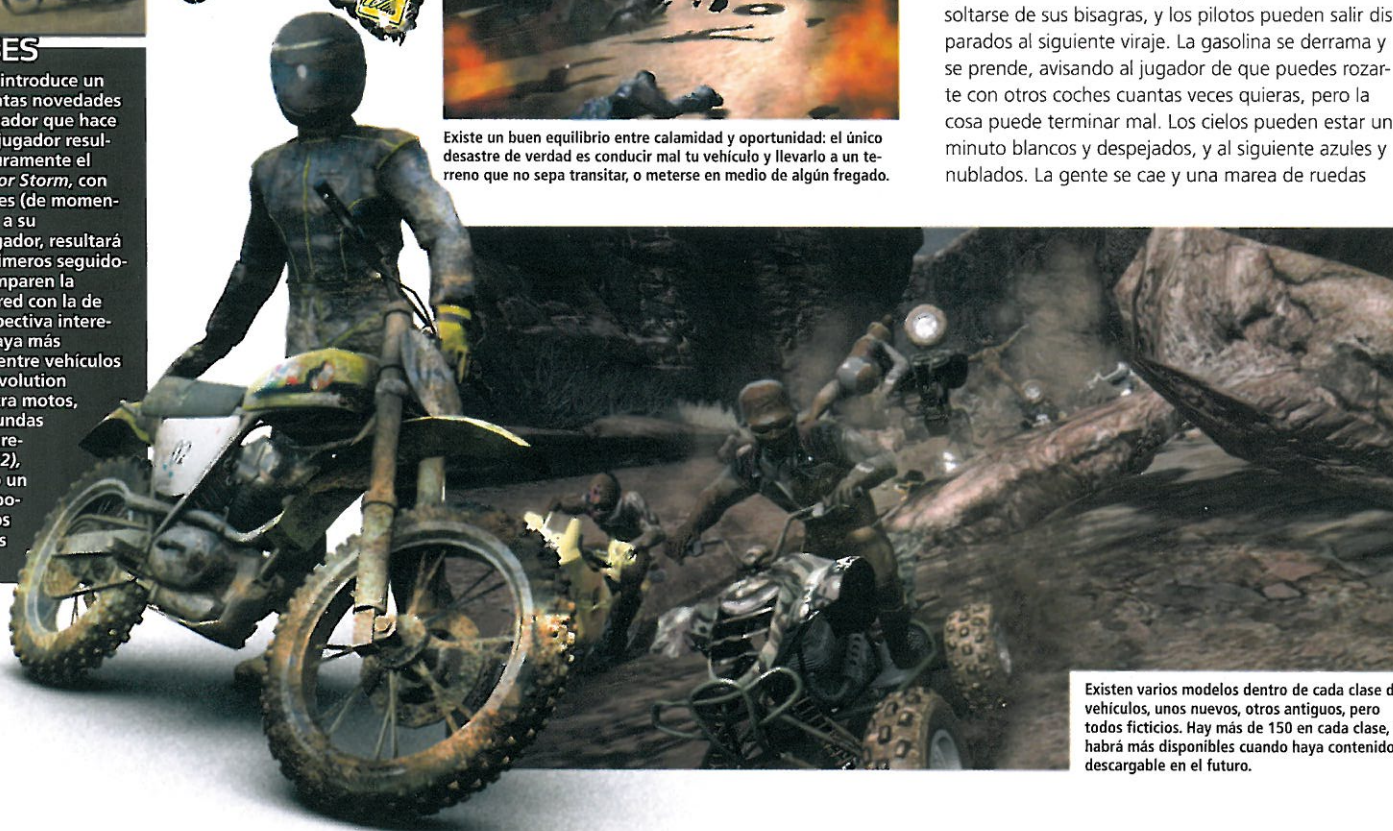 SES
introduce un
ntas novedades
ador que hace
jugador resul-
uramente el
or Storm, con
es (de momen-
a su
gador, resultará
imeros seguido-
mparen la
red con la de
pectiva intere-
aya más
entre vehículos
volution
tra motos,
undas
re-
2),
o un
po-
os
s
Existe un buen equilibrio entre calamidad y oportunidad: el único
desastre de verdad es conducir mal tu vehículo y llevarlo a un te-
rreno que no sepa transitar, o meterse en medio de algún fregado.
soltarse de sus bisagras, y los pilotos pueden salir dis-
parados al siguiente viraje. La gasolina se derrama y
se prende, avisando al jugador de que puedes rozar-
te con otros coches cuantas veces quieras, pero la
cosa puede terminar mal. Los cielos pueden estar un
minuto blancos y despejados, y al siguiente azules y
nublados. La gente se cae y una marea de ruedas
Existen varios modelos dentro de cada clase d
vehículos, unos nuevos, otros antiguos, pero
todos ficticios. Hay más de 150 en cada clase,
habrá más disponibles cuando haya contenido
descargable en el futuro.